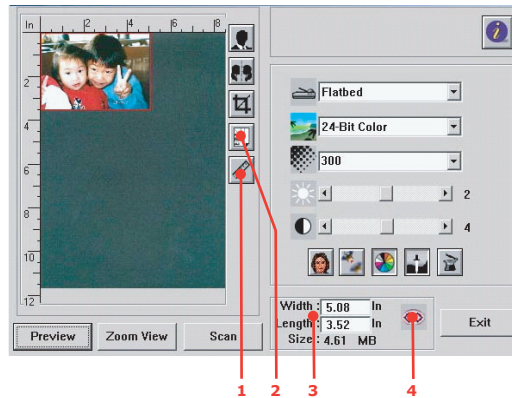 In 2 4 6 8
2
4
6
8
10
12
Flatbed
24-Bit Color
300
2
4
Width : 5.08 In
Length : 3.52 In
Size : 4.61 MB
Preview Zoom View Scan Exit
1 2 3 4